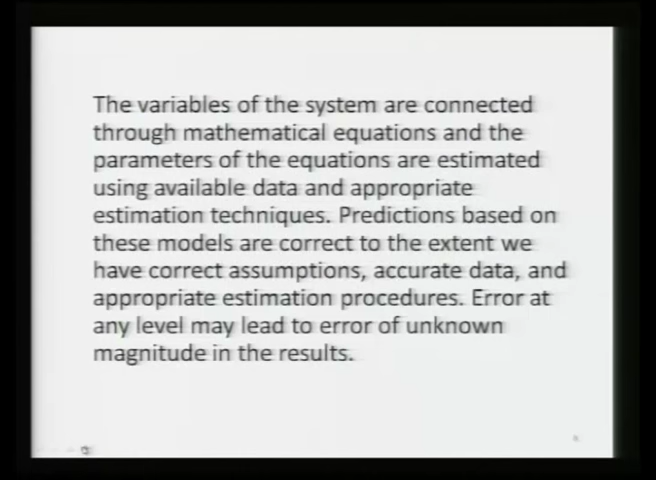 The variables of the system are connected
through mathematical equations and the
parameters of the equations are estimated
using available data and appropriate
estimation techniques. Predictions based on
these models are correct to the extent we
have correct assumptions, accurate data, and
appropriate estimation procedures. Error at
any level may lead to error of unknown
magnitude in the results.